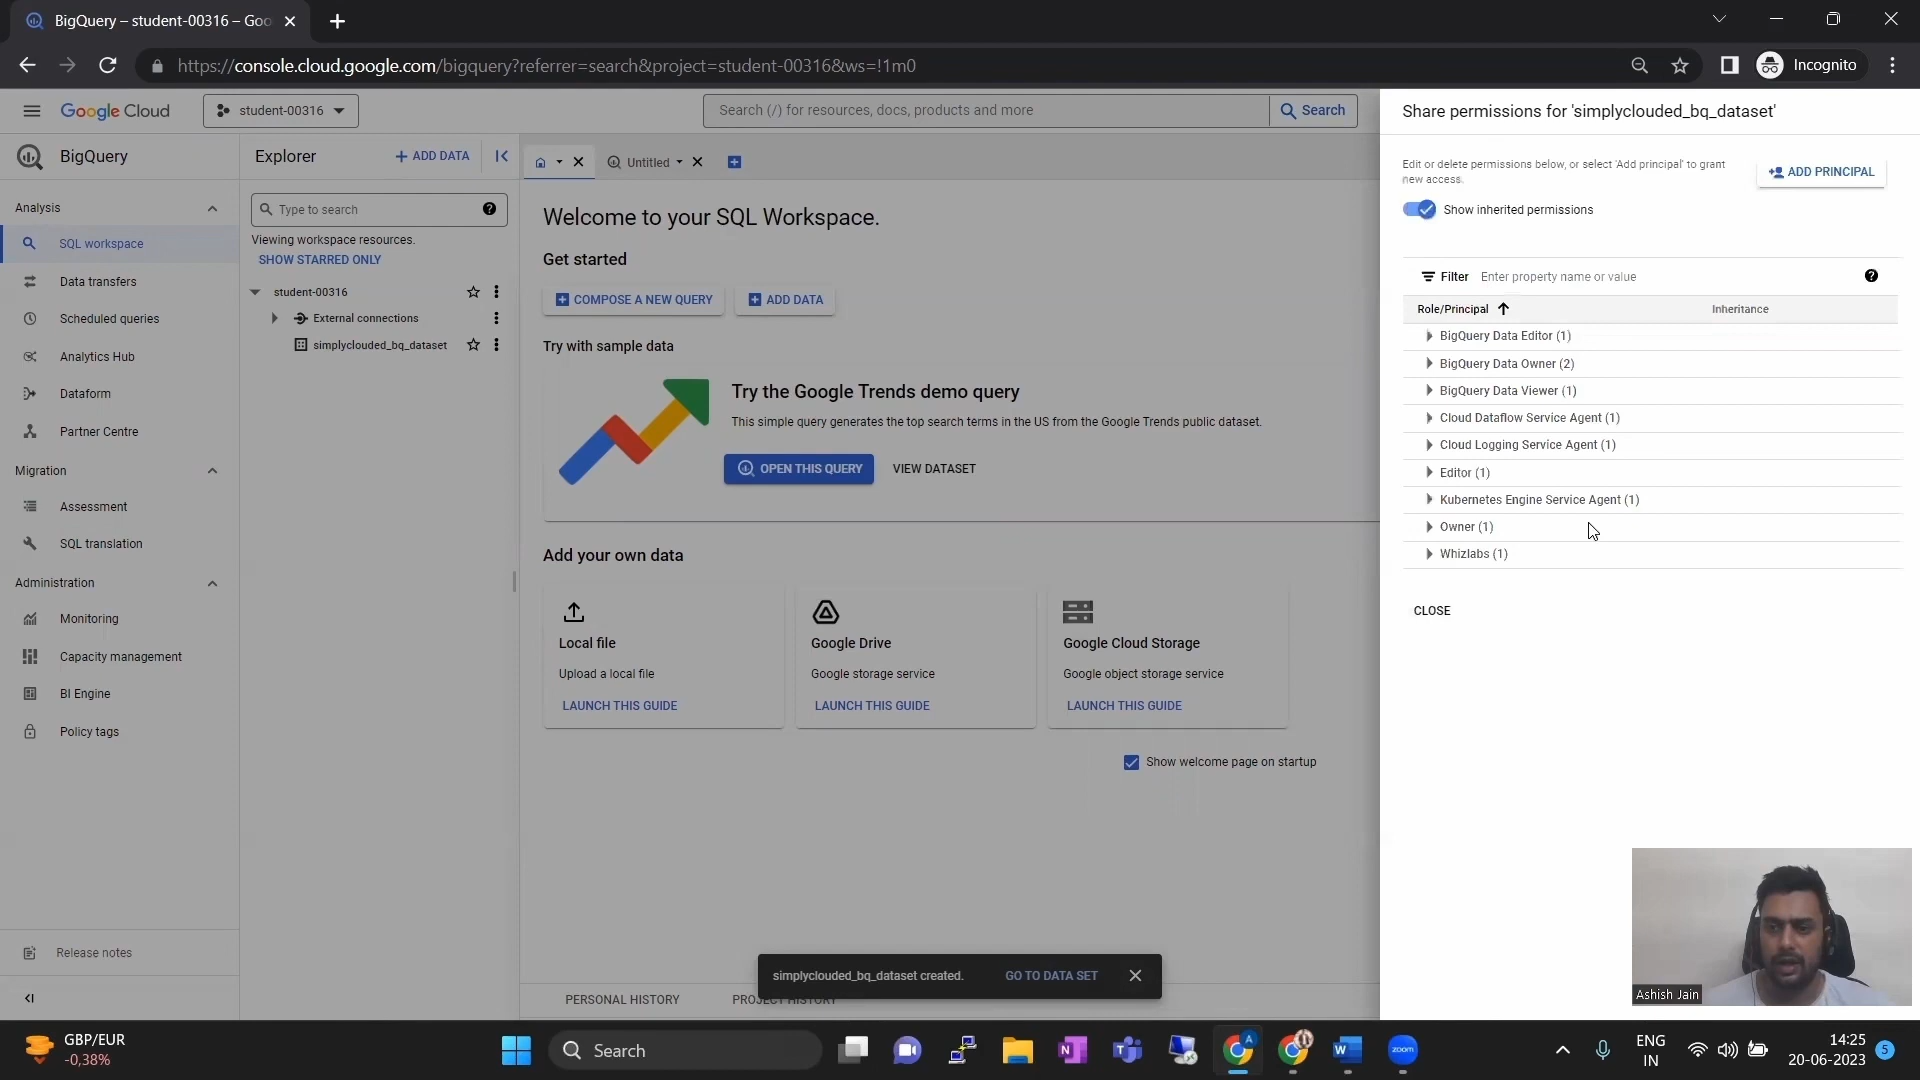 BigQuery – student-00316 – Goo
https://console.cloud.google.com/bigquery?referrer=search&project=student-00316&ws=!1m0
Incognito
Google Cloud
student-00316
Search (/) for resources, docs, products and more
Search
BigQuery
Analysis
SQL workspace
Data transfers
Scheduled queries
Analytics Hub
Dataform
Partner Centre
Migration
Assessment
SQL translation
Administration
Monitoring
Capacity management
BI Engine
Policy tags
Release notes
Explorer
ADD DATA
Type to search
Viewing workspace resources.
SHOW STARRED ONLY
student-00316
External connections
simplyclouded_bq_dataset
Untitled
Welcome to your SQL Workspace.
Get started
COMPOSE A NEW QUERY
ADD DATA
Try with sample data
Try the Google Trends demo query
This simple query generates the top search terms in the US from the Google Trends public dataset.
OPEN THIS QUERY
VIEW DATASET
Add your own data
Local file
Upload a local file
LAUNCH THIS GUIDE
Google Drive
Google storage service
LAUNCH THIS GUIDE
Google Cloud Storage
Google object storage service
LAUNCH THIS GUIDE
Show welcome page on startup
simplyclouded_bq_dataset created.
GO TO DATA SET
PERSONAL HISTORY
PROJECT HISTORY
Share permissions for 'simplyclouded_bq_dataset'
Edit or delete permissions below, or select 'Add principal' to grant
new access.
ADD PRINCIPAL
Show inherited permissions
Filter
Enter property name or value
Role/Principal
Inheritance
BigQuery Data Editor (1)
BigQuery Data Owner (2)
BigQuery Data Viewer (1)
Cloud Dataflow Service Agent (1)
Cloud Logging Service Agent (1)
Editor (1)
Kubernetes Engine Service Agent (1)
Owner (1)
Whizlabs (1)
CLOSE
Ashish Jain
GBP/EUR
-0,38%
Search
zoom
ENG
IN
14:25
20-06-2023
5